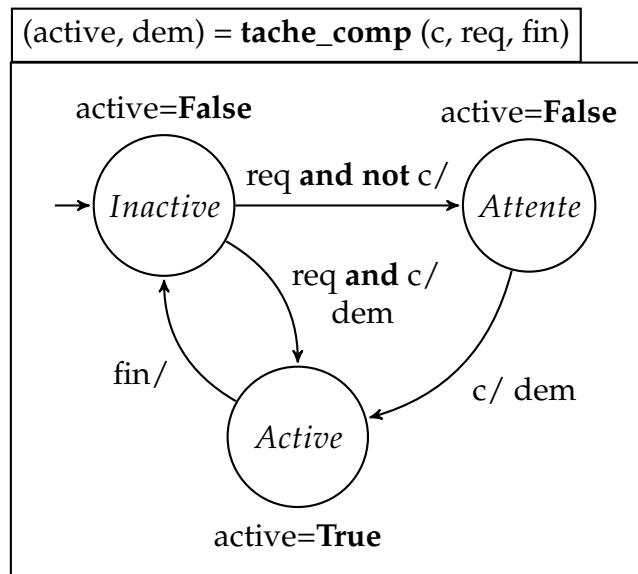 (active, dem) = tache_comp (c, req, fin)
active=False
active=False
req and not c/
Inactive
Attente
req and c/
dem
fin/
c/ dem
Active
active=True